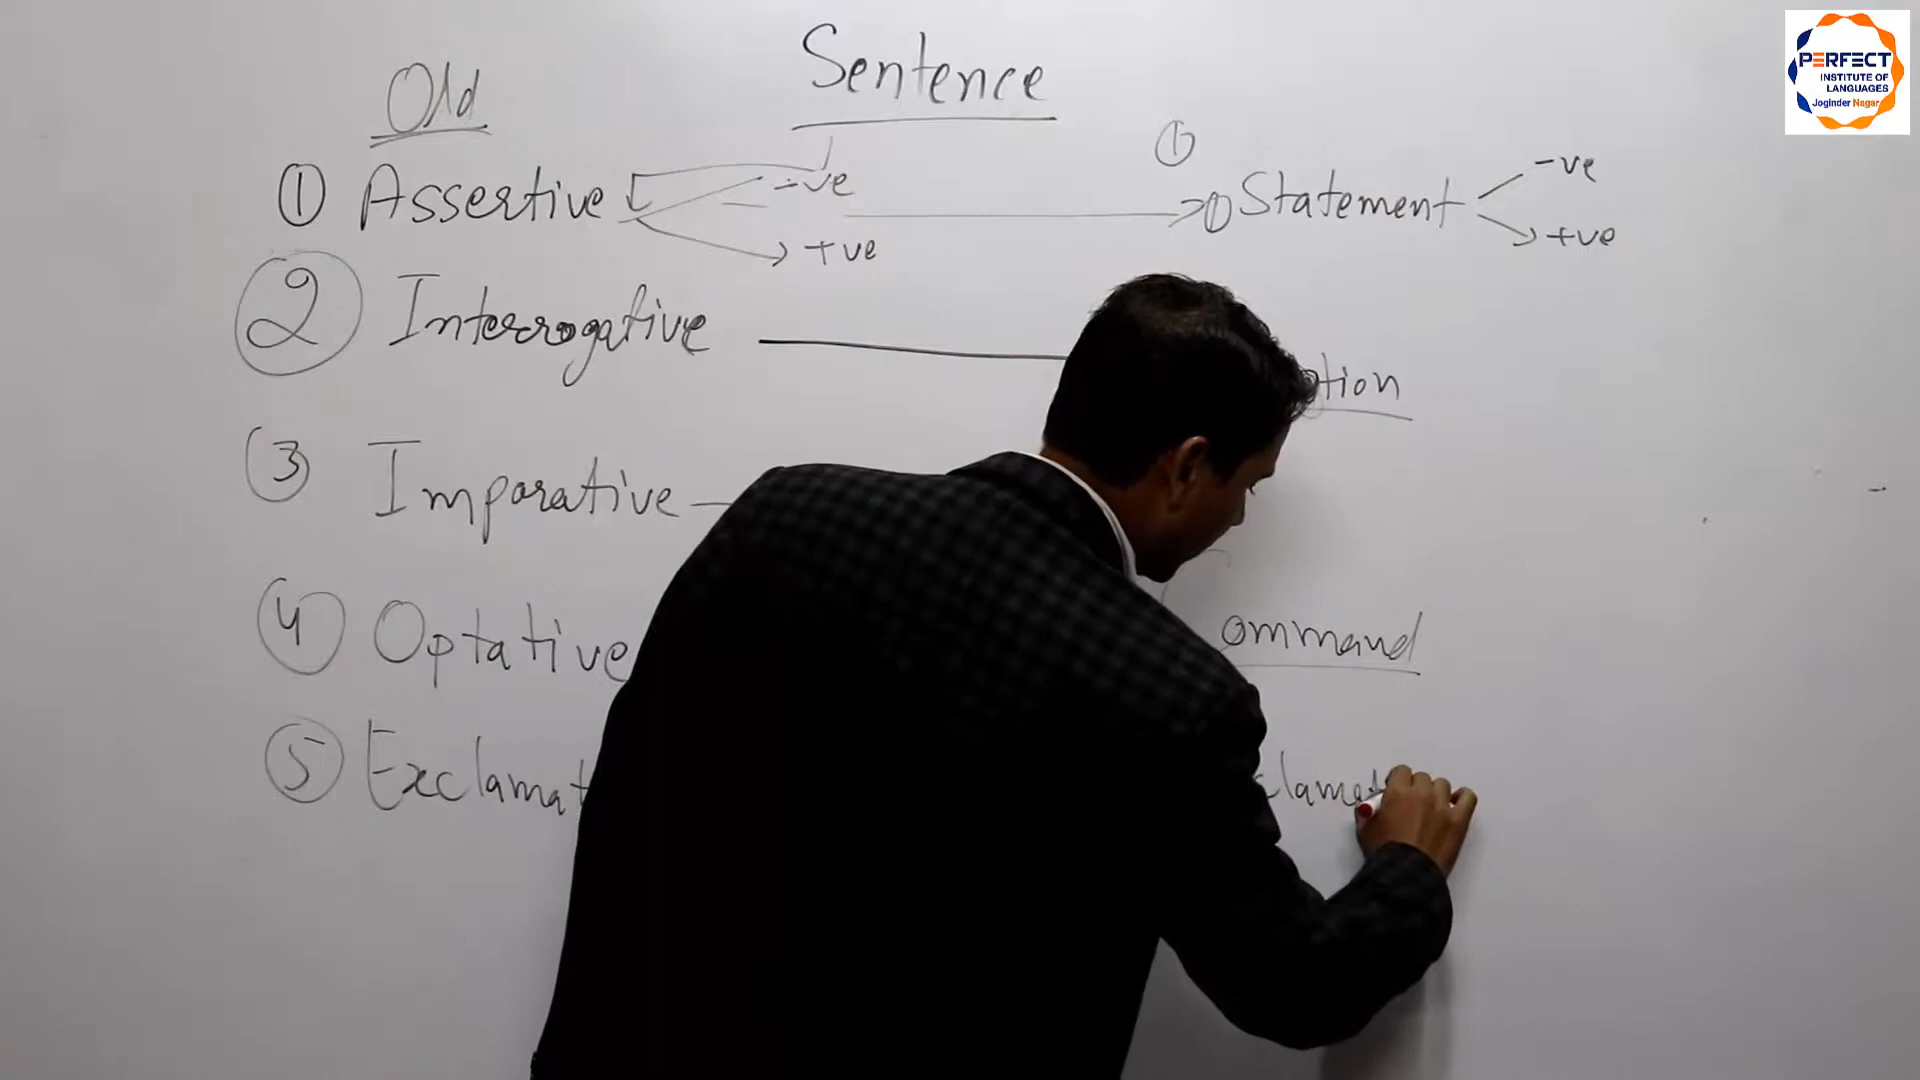 Sentence
Old
① Assertive -ve +ve
① ① Statement -ve +ve
② Interrogative
tion
③ Imparative
④ Optative
ommand
⑤ Exclamat
clamat
PERFECT
INSTITUTE OF
LANGUAGES
Joginder Nagar